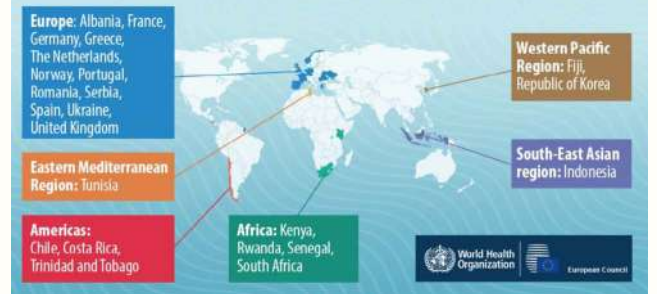 Europe: Albania, France,
Germany, Greece,
The Netherlands,
Norway, Portugal,
Romania, Serbia,
Spain, Ukraine,
United Kingdom
Western Pacific
Region: Fiji,
Republic of Korea
Eastern Mediterranean
Region: Tunisia
South-East Asian
region: Indonesia
Americas:
Chile, Costa Rica,
Trinidad and Tobago
Africa: Kenya,
Rwanda, Senegal,
South Africa
World Health
Organization
European Council